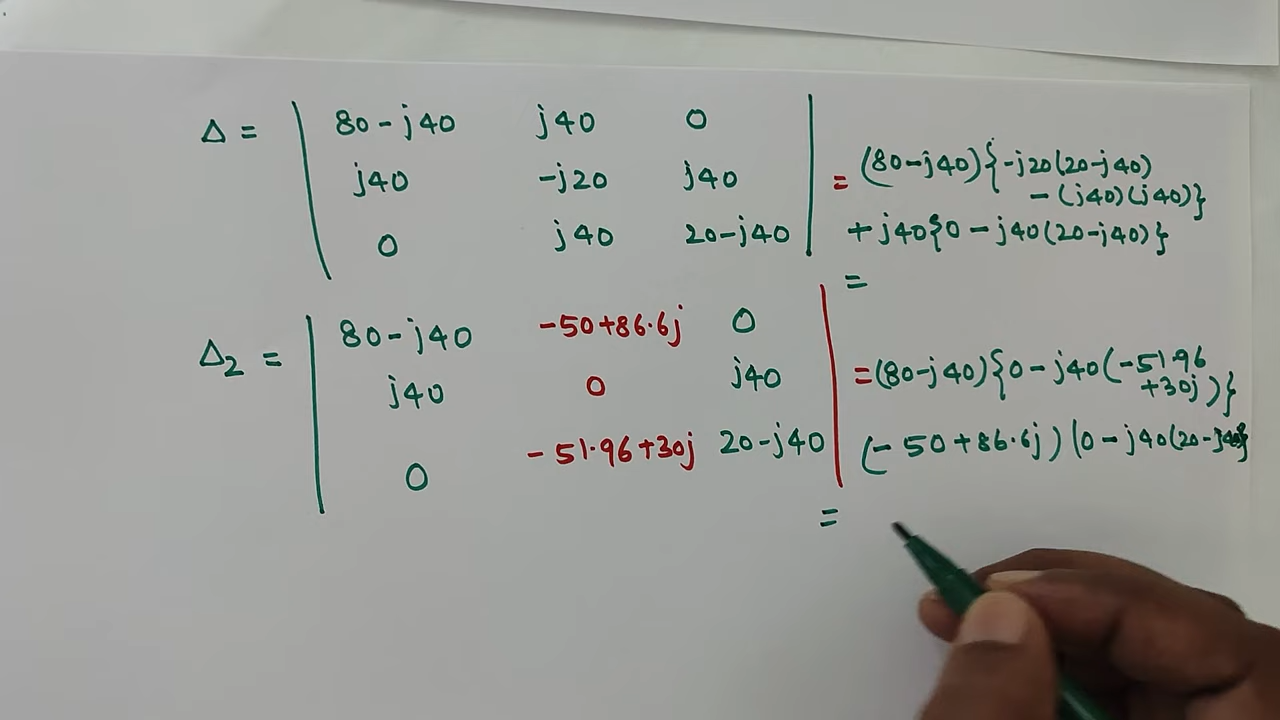 Δ = | 80-j40 j40 0 |
| j40 -j20 j40 | = (80-j40){-j20(20-j40)
- (j40)(j40)}
| 0 j40 20-j40 | + j40{0 - j40(20-j40)}
=
Δ2 = | 80-j40 -50+86.6j 0 |
| j40 0 j40 | = (80-j40){0 - j40(-51.96
+30j)}
| 0 -51.96+30j 20-j40 | (-50+86.6j)(0-j40(20-j40)}
=